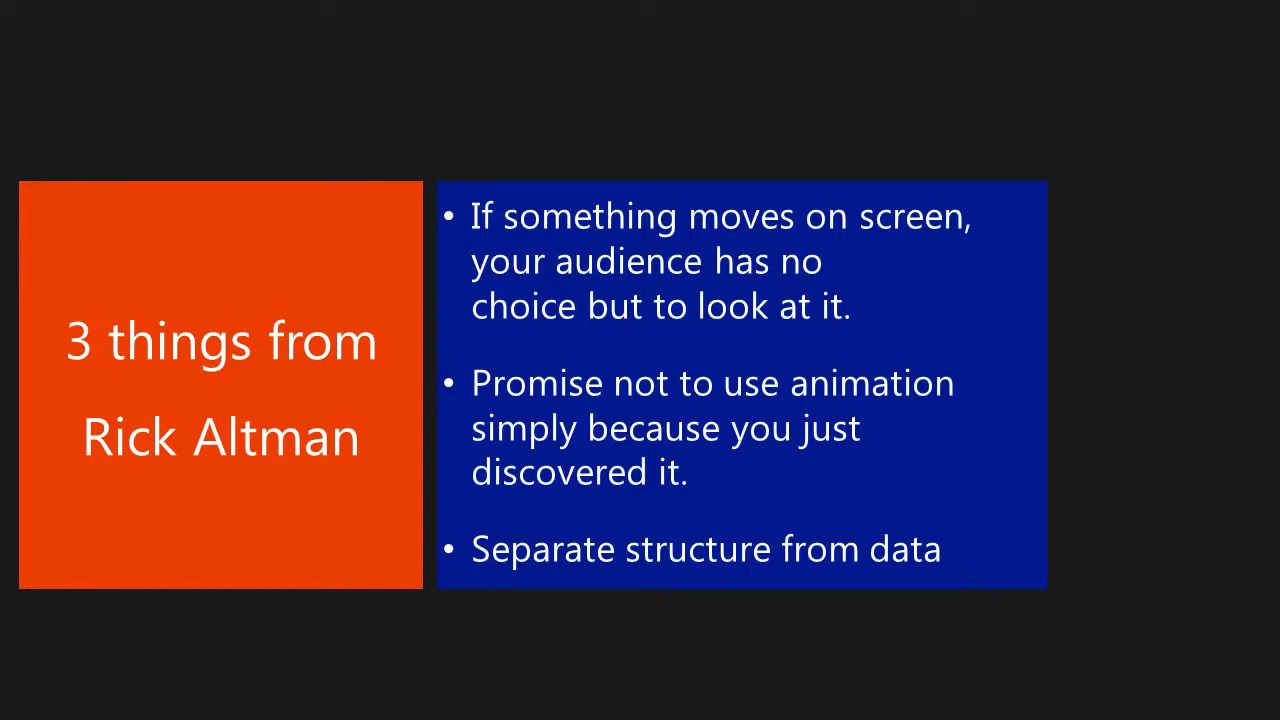 3 things from
Rick Altman
• If something moves on screen,
your audience has no
choice but to look at it.
• Promise not to use animation
simply because you just
discovered it.
• Separate structure from data